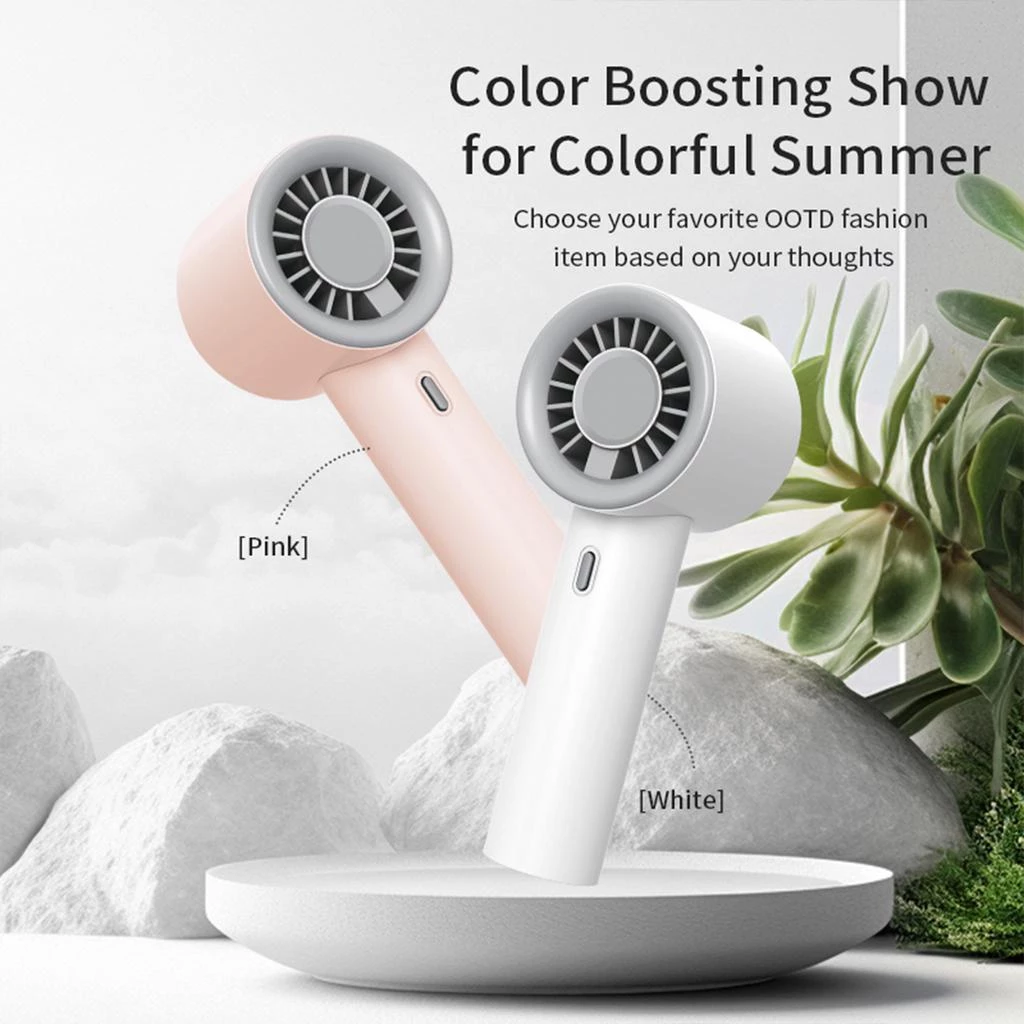 Color Boosting Show
for Colorful Summer
Choose your favorite OOTD fashion
item based on your thoughts
[Pink]
[White]